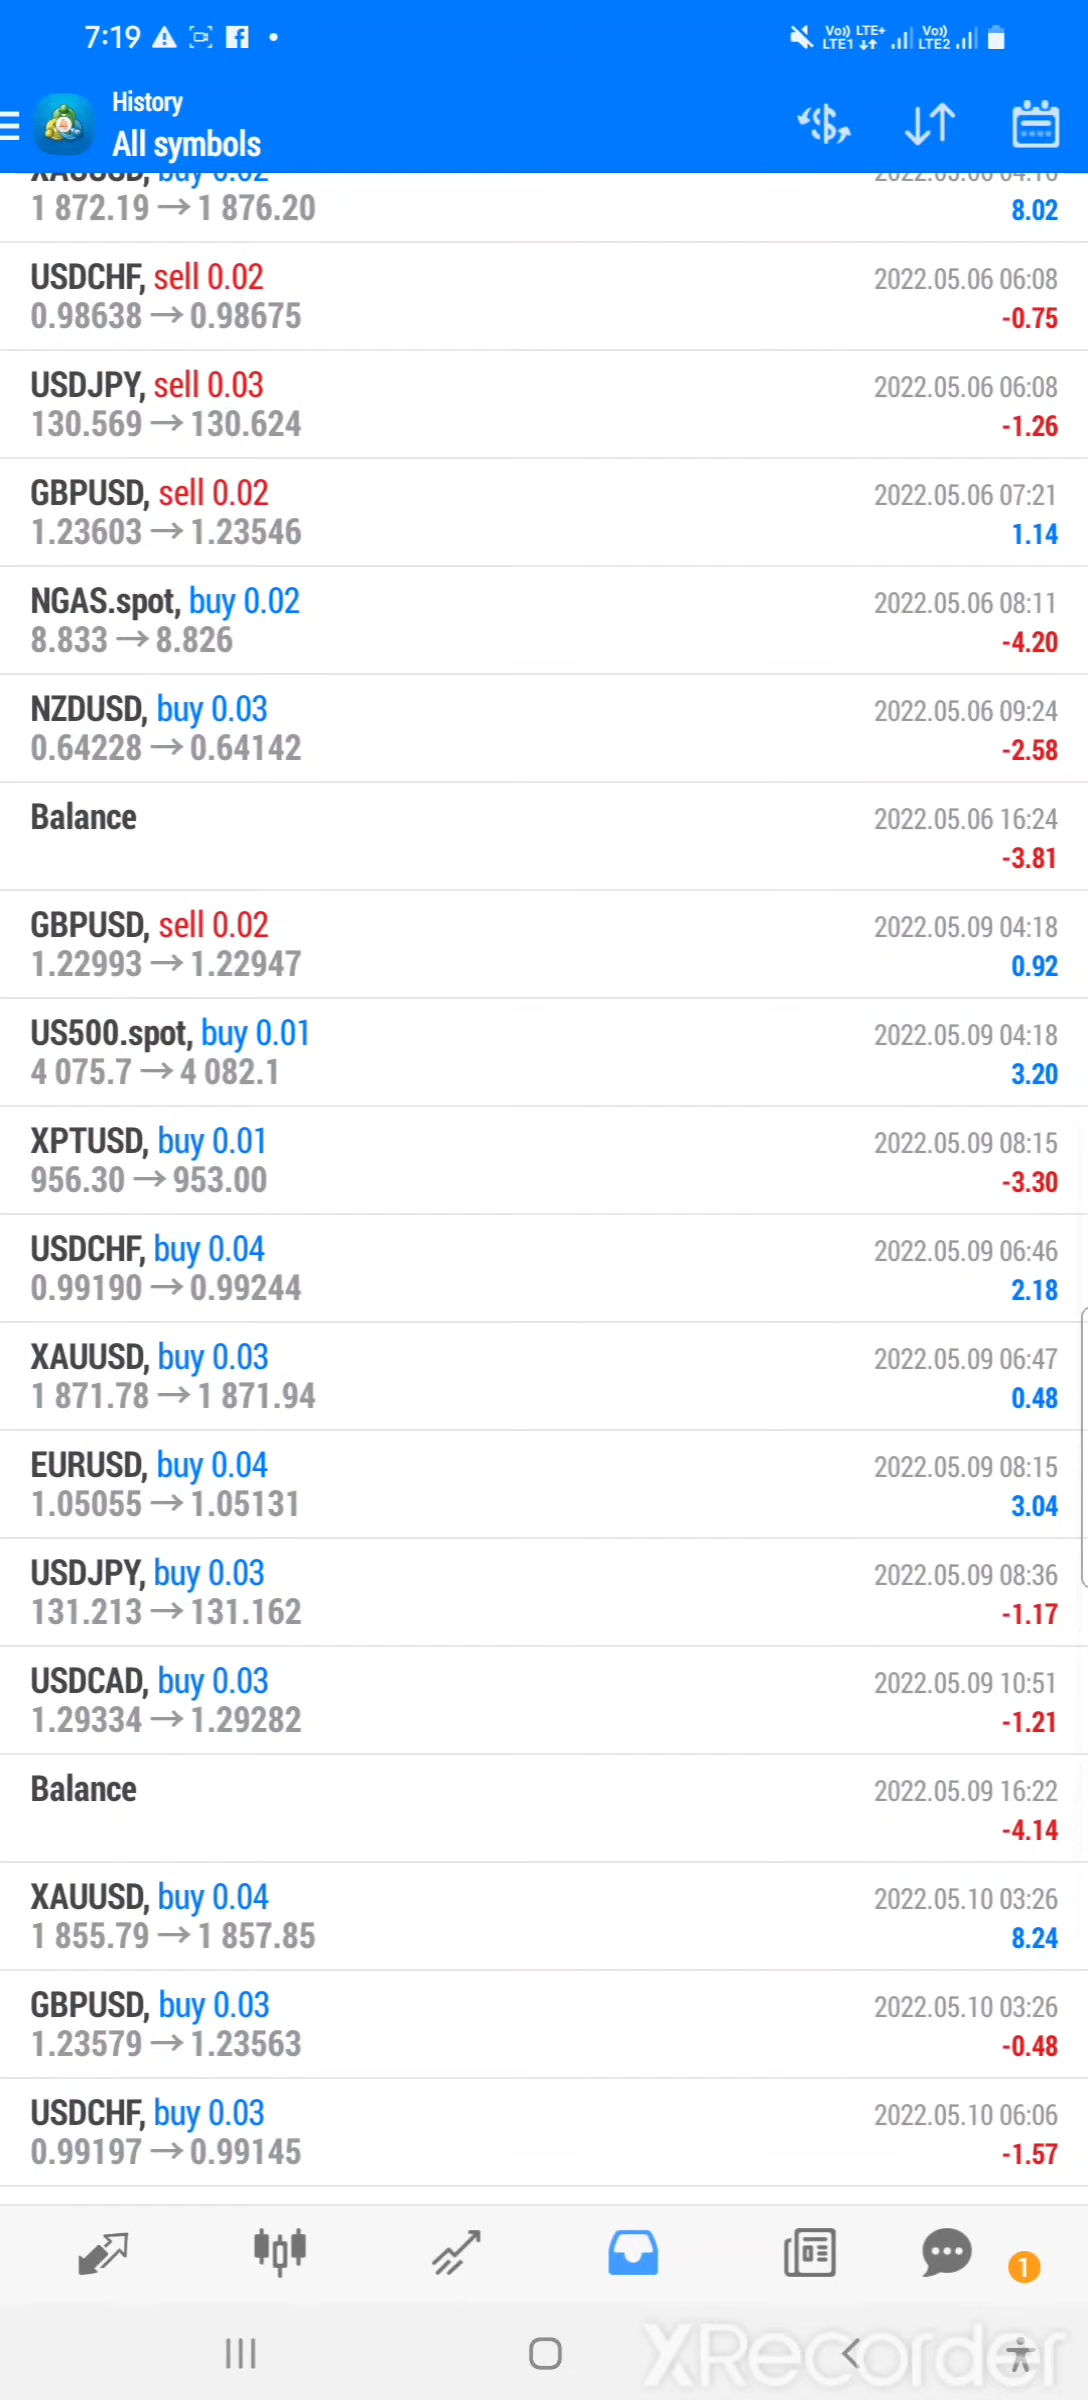 7:19
Vo)) LTE+ Vo))
LTE1 LTE2
History
All symbols
XAUUSD, buy 0.02 2022.05.06 04:16
1 872.19 → 1 876.20 8.02
USDCHF, sell 0.02 2022.05.06 06:08
0.98638 → 0.98675 -0.75
USDJPY, sell 0.03 2022.05.06 06:08
130.569 → 130.624 -1.26
GBPUSD, sell 0.02 2022.05.06 07:21
1.23603 → 1.23546 1.14
NGAS.spot, buy 0.02 2022.05.06 08:11
8.833 → 8.826 -4.20
NZDUSD, buy 0.03 2022.05.06 09:24
0.64228 → 0.64142 -2.58
Balance 2022.05.06 16:24
-3.81
GBPUSD, sell 0.02 2022.05.09 04:18
1.22993 → 1.22947 0.92
US500.spot, buy 0.01 2022.05.09 04:18
4 075.7 → 4 082.1 3.20
XPTUSD, buy 0.01 2022.05.09 08:15
956.30 → 953.00 -3.30
USDCHF, buy 0.04 2022.05.09 06:46
0.99190 → 0.99244 2.18
XAUUSD, buy 0.03 2022.05.09 06:47
1 871.78 → 1 871.94 0.48
EURUSD, buy 0.04 2022.05.09 08:15
1.05055 → 1.05131 3.04
USDJPY, buy 0.03 2022.05.09 08:36
131.213 → 131.162 -1.17
USDCAD, buy 0.03 2022.05.09 10:51
1.29334 → 1.29282 -1.21
Balance 2022.05.09 16:22
-4.14
XAUUSD, buy 0.04 2022.05.10 03:26
1 855.79 → 1 857.85 8.24
GBPUSD, buy 0.03 2022.05.10 03:26
1.23579 → 1.23563 -0.48
USDCHF, buy 0.03 2022.05.10 06:06
0.99197 → 0.99145 -1.57
1
XRecorder